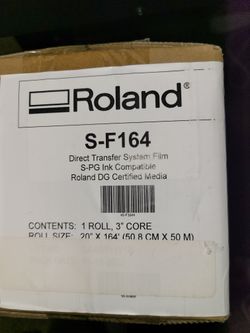 Roland®
S-F164
Direct Transfer System Film
S-PG Ink Compatible
Roland DG Certified Media
CONTENTS: 1 ROLL, 3" CORE
ROLL SIZE: 20" X 164' (50.8 CM X 50 M)